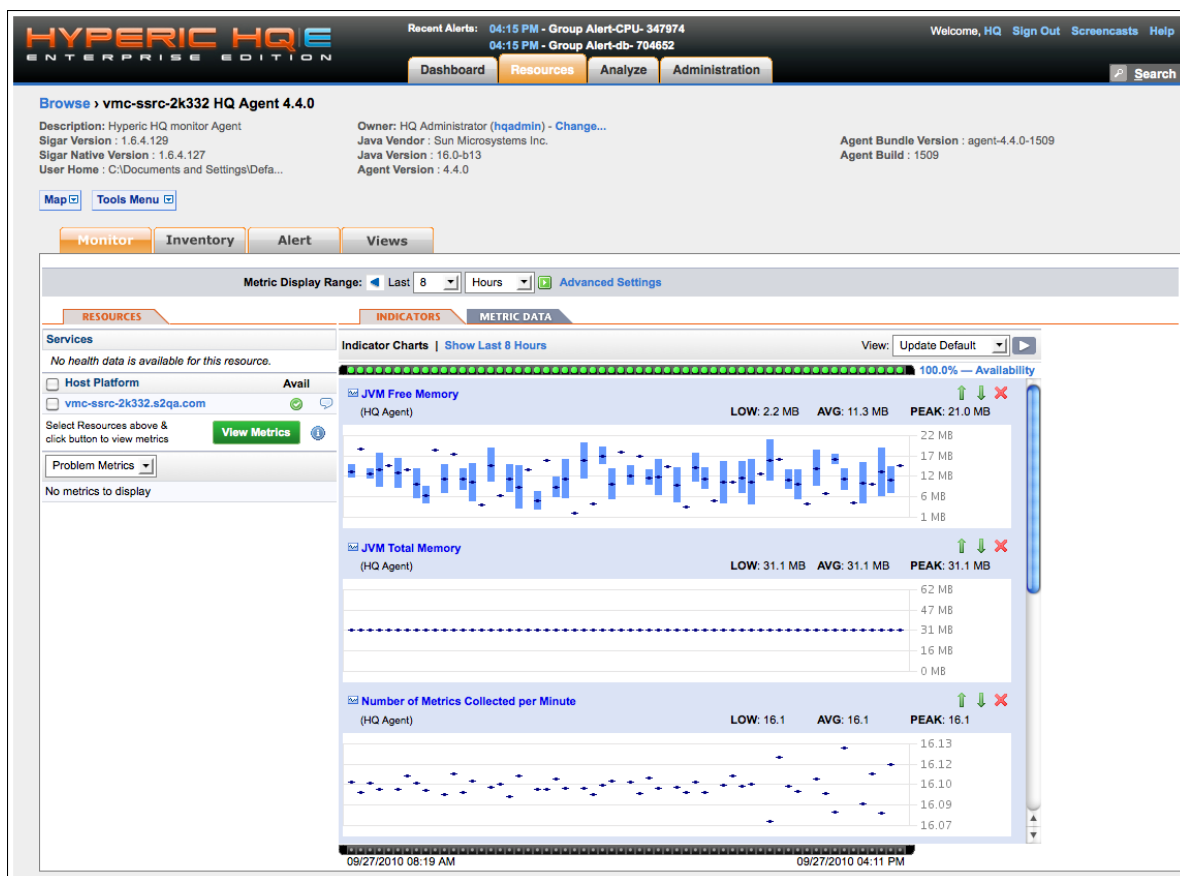 HYPERIC HQE
ENTERPRISE EDITION
Recent Alerts: 04:15 PM - Group Alert-CPU- 347974
04:15 PM - Group Alert-db- 704652
Welcome, HQ Sign Out Screencasts Help
Dashboard Resources Analyze Administration
Search
Browse › vmc-ssrc-2k332 HQ Agent 4.4.0
Description: Hyperic HQ monitor Agent
Sigar Version : 1.6.4.129
Sigar Native Version : 1.6.4.127
User Home : C:\Documents and Settings\Defa...
Owner: HQ Administrator (hqadmin) - Change...
Java Vendor : Sun Microsystems Inc.
Java Version : 16.0-b13
Agent Version : 4.4.0
Agent Bundle Version : agent-4.4.0-1509
Agent Build : 1509
Map Tools Menu
Monitor Inventory Alert Views
Metric Display Range: Last 8 Hours Advanced Settings
RESOURCES
Services
No health data is available for this resource.
Host Platform Avail
vmc-ssrc-2k332.s2qa.com
Select Resources above &
click button to view metrics
View Metrics
Problem Metrics
No metrics to display
INDICATORS METRIC DATA
Indicator Charts | Show Last 8 Hours
View: Update Default
100.0% — Availability
JVM Free Memory
(HQ Agent)
LOW: 2.2 MB AVG: 11.3 MB PEAK: 21.0 MB
22 MB
17 MB
12 MB
6 MB
1 MB
JVM Total Memory
(HQ Agent)
LOW: 31.1 MB AVG: 31.1 MB PEAK: 31.1 MB
62 MB
47 MB
31 MB
16 MB
0 MB
Number of Metrics Collected per Minute
(HQ Agent)
LOW: 16.1 AVG: 16.1 PEAK: 16.1
16.13
16.12
16.10
16.09
16.07
09/27/2010 08:19 AM 09/27/2010 04:11 PM